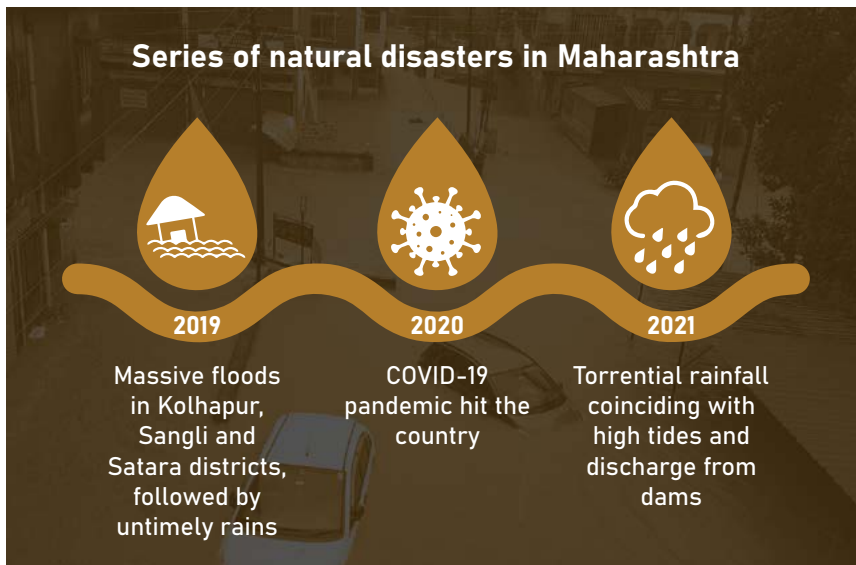 Series of natural disasters in Maharashtra
2019
Massive floods
in Kolhapur,
Sangli and
Satara districts,
followed by
untimely rains
2020
COVID-19
pandemic hit the
country
2021
Torrential rainfall
coinciding with
high tides and
discharge from
dams